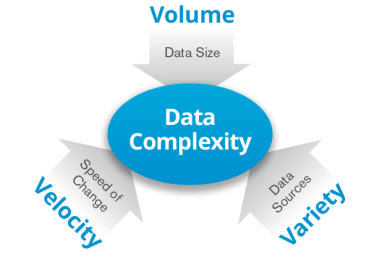 Volume
Data Size
Data
Complexity
Speed of
Change
Velocity
Data
Sources
Variety